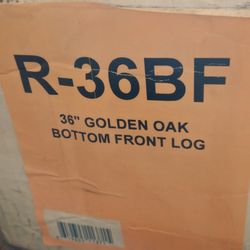 R-36BF
36" GOLDEN OAK
BOTTOM FRONT LOG